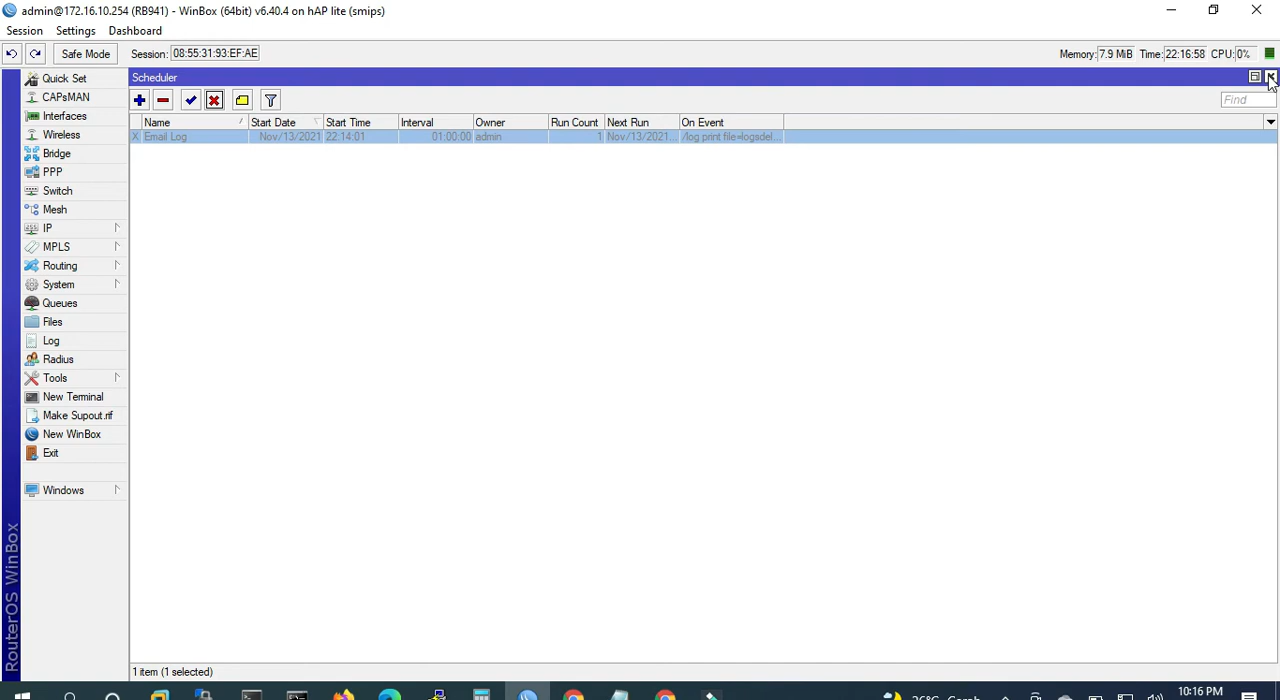 admin@172.16.10.254 (RB941) - WinBox (64bit) v6.40.4 on hAP lite (smips)
Session Settings Dashboard
Safe Mode Session: 08:55:31:93:EF:AE Memory: 7.9 MiB Time: 22:16:58 CPU: 0%
Quick Set
CAPsMAN
Interfaces
Wireless
Bridge
PPP
Switch
Mesh
IP
MPLS
Routing
System
Queues
Files
Log
Radius
Tools
New Terminal
Make Supout.rif
New WinBox
Exit
Windows
RouterOS WinBox
Scheduler
Find
Name Start Date Start Time Interval Owner Run Count Next Run On Event
X Email Log Nov/13/2021 22:14:01 01:00:00 admin 1 Nov/13/2021... /log print file=logsdel...
1 item (1 selected)
10:16 PM